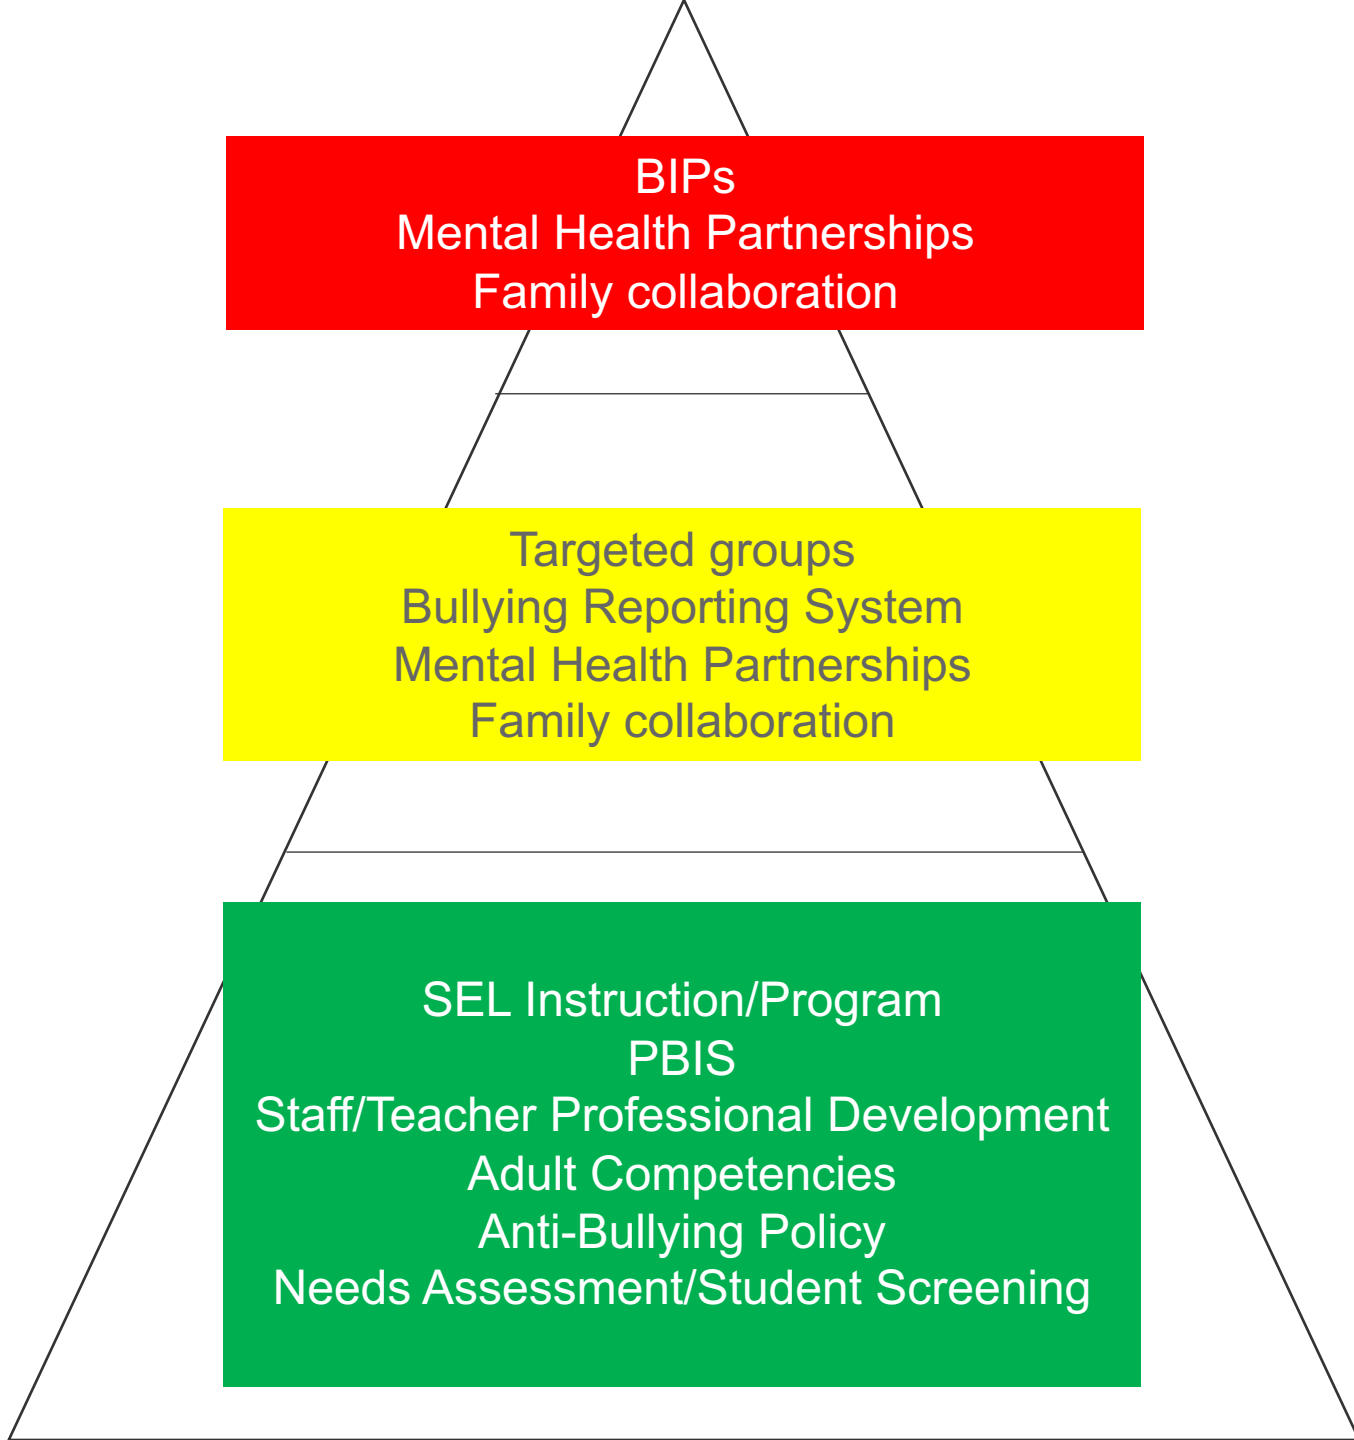 BIPs
Mental Health Partnerships
Family collaboration
Targeted groups
Bullying Reporting System
Mental Health Partnerships
Family collaboration
SEL Instruction/Program
PBIS
Staff/Teacher Professional Development
Adult Competencies
Anti-Bullying Policy
Needs Assessment/Student Screening